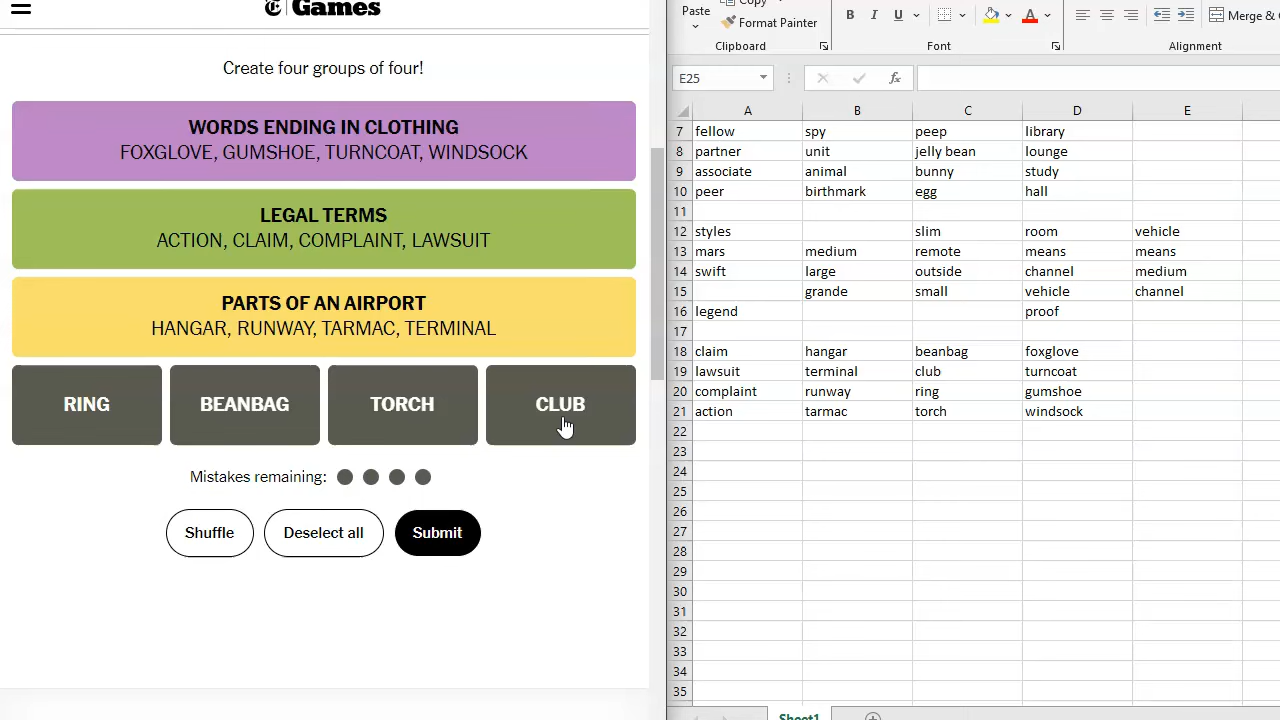 Games
Create four groups of four!
WORDS ENDING IN CLOTHING
FOXGLOVE, GUMSHOE, TURNCOAT, WINDSOCK
LEGAL TERMS
ACTION, CLAIM, COMPLAINT, LAWSUIT
PARTS OF AN AIRPORT
HANGAR, RUNWAY, TARMAC, TERMINAL
RING BEANBAG TORCH CLUB
Mistakes remaining:
Shuffle Deselect all Submit
Paste Copy
Format Painter
B I U A Merge &
Clipboard Font Alignment
E25 fx
A B C D E
7 fellow spy peep library
8 partner unit jelly bean lounge
9 associate animal bunny study
10 peer birthmark egg hall
11
12 styles slim room vehicle
13 mars medium remote means means
14 swift large outside channel medium
15 grande small vehicle channel
16 legend proof
17
18 claim hangar beanbag foxglove
19 lawsuit terminal club turncoat
20 complaint runway ring gumshoe
21 action tarmac torch windsock
22
23
24
25
26
27
28
29
30
31
32
33
34
35
Sheet1